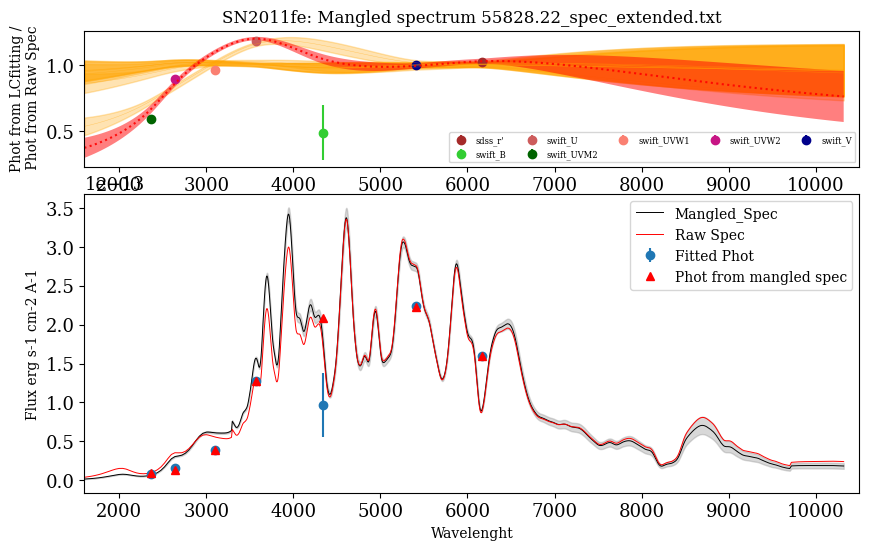 SN2011fe: Mangled spectrum 55828.22_spec_extended.txt
Phot from LCfitting /
Phot from Raw Spec
1.0
0.5
sdss_r' swift_U swift_UVW1 swift_UVW2 swift_V
swift_B swift_UVM2
2000 3000 4000 5000 6000 7000 8000 9000 10000
1e−13
Flux erg s-1 cm-2 A-1
3.5
3.0
2.5
2.0
1.5
1.0
0.5
0.0
Mangled_Spec
Raw Spec
Fitted Phot
Phot from mangled spec
2000 3000 4000 5000 6000 7000 8000 9000 10000
Wavelenght